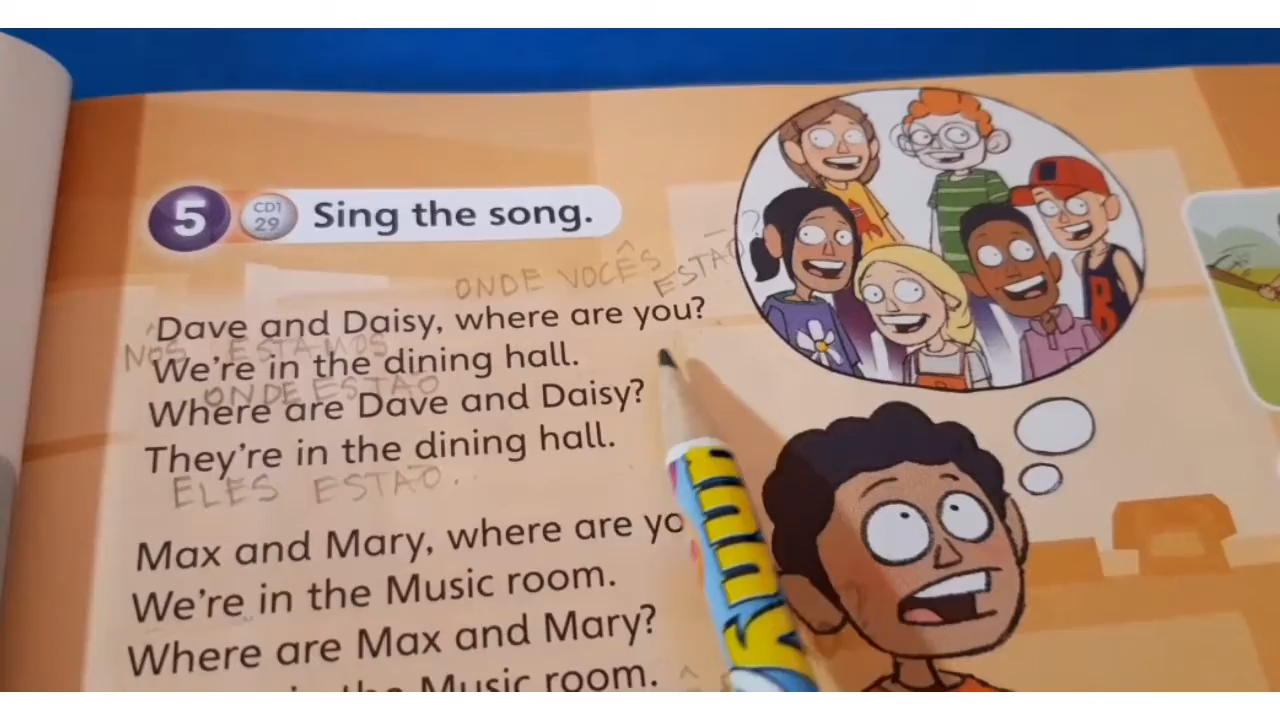 5 CD1 29 Sing the song.
ONDE VOCÊS ESTÃO?
Dave and Daisy, where are you?
NÓS ESTAMOS
We're in the dining hall.
ONDE ESTÃO
Where are Dave and Daisy?
They're in the dining hall.
ELES ESTÃO..
Max and Mary, where are yo
We're in the Music room.
Where are Max and Mary?
in the Music room.
B